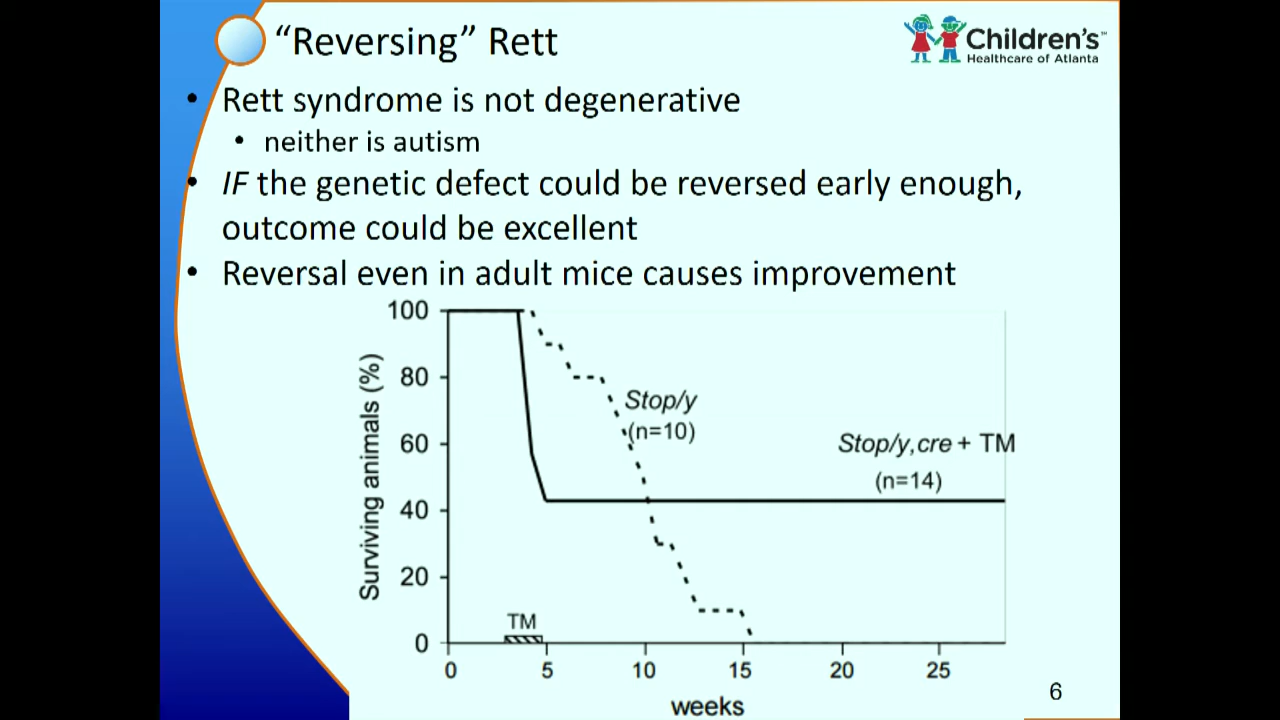 “Reversing” Rett
Children's™
Healthcare of Atlanta
• Rett syndrome is not degenerative
• neither is autism
• IF the genetic defect could be reversed early enough,
outcome could be excellent
• Reversal even in adult mice causes improvement
100
80
60
40
20
0
Surviving animals (%)
Stop/y
(n=10)
Stop/y,cre + TM
(n=14)
TM
0 5 10 15 20 25
weeks
6